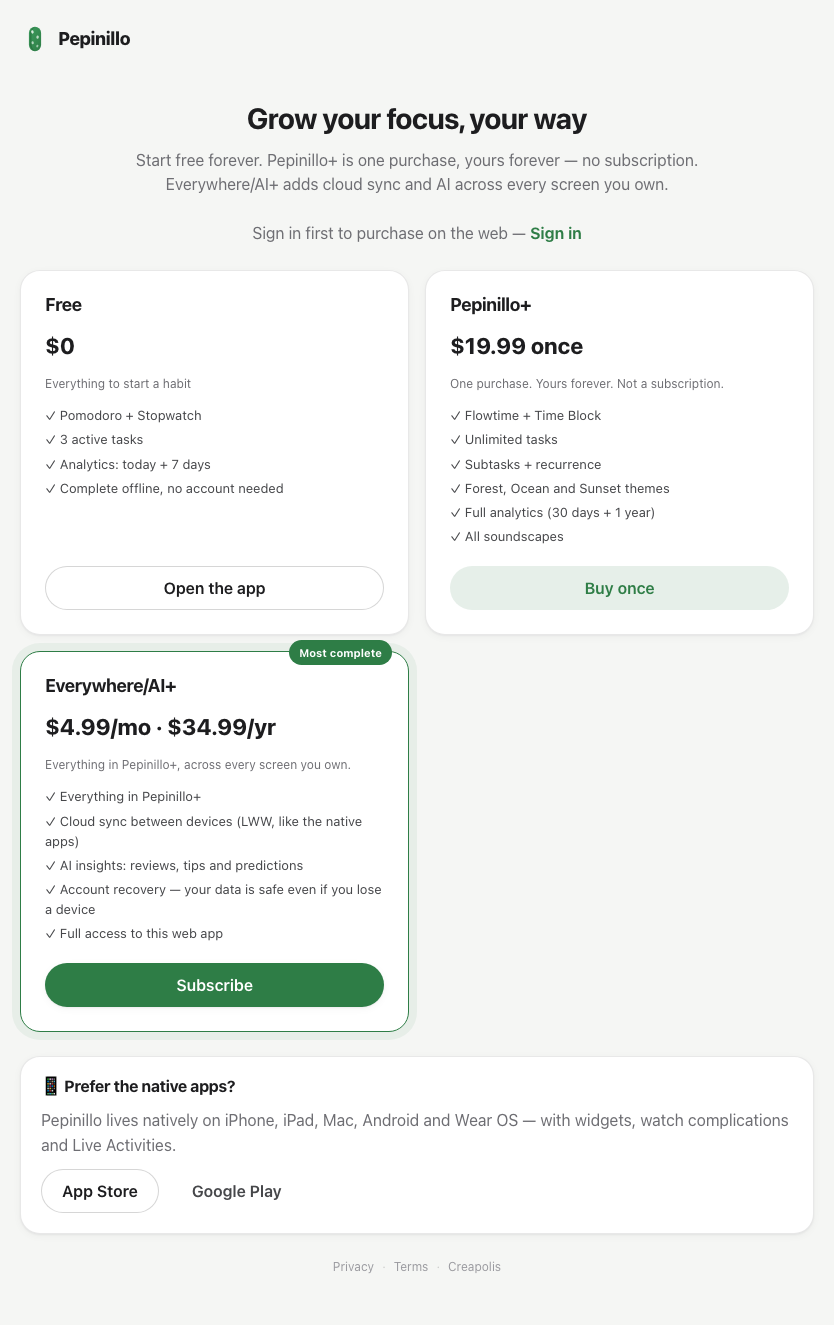 Pepinillo
Grow your focus, your way
Start free forever. Pepinillo+ is one purchase, yours forever — no subscription.
Everywhere/AI+ adds cloud sync and AI across every screen you own.
Sign in first to purchase on the web — Sign in
Free
$0
Everything to start a habit
✓ Pomodoro + Stopwatch
✓ 3 active tasks
✓ Analytics: today + 7 days
✓ Complete offline, no account needed
Open the app
Pepinillo+
$19.99 once
One purchase. Yours forever. Not a subscription.
✓ Flowtime + Time Block
✓ Unlimited tasks
✓ Subtasks + recurrence
✓ Forest, Ocean and Sunset themes
✓ Full analytics (30 days + 1 year)
✓ All soundscapes
Buy once
Most complete
Everywhere/AI+
$4.99/mo · $34.99/yr
Everything in Pepinillo+, across every screen you own.
✓ Everything in Pepinillo+
✓ Cloud sync between devices (LWW, like the native
apps)
✓ AI insights: reviews, tips and predictions
✓ Account recovery — your data is safe even if you lose
a device
✓ Full access to this web app
Subscribe
📱 Prefer the native apps?
Pepinillo lives natively on iPhone, iPad, Mac, Android and Wear OS — with widgets, watch complications
and Live Activities.
App Store
Google Play
Privacy · Terms · Creapolis